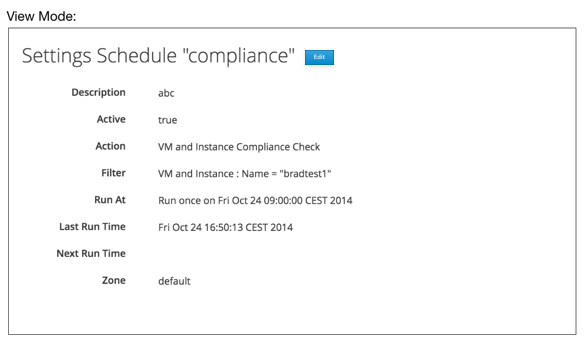 View Mode:
Settings Schedule "compliance" Edit
Description abc
Active true
Action VM and Instance Compliance Check
Filter VM and Instance : Name = "bradtest1"
Run At Run once on Fri Oct 24 09:00:00 CEST 2014
Last Run Time Fri Oct 24 16:50:13 CEST 2014
Next Run Time
Zone default